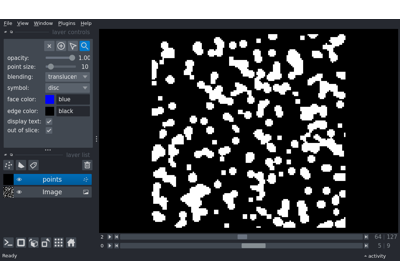 File View Window Plugins Help
layer controls
opacity: 1.00
point size: 10
blending: translucen
symbol: disc
face color: blue
edge color: black
display text:
out of slice:
layer list
points
Image
2 64 127
0 5 9
Ready activity